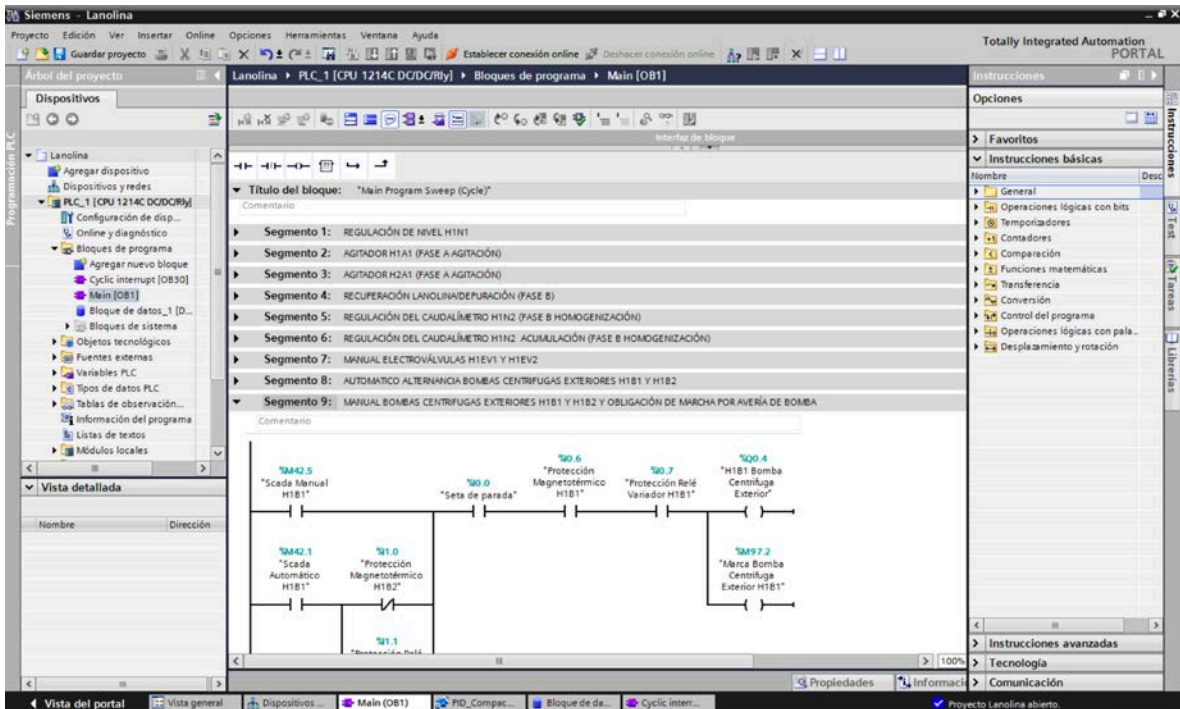 Siemens - Lanolina
Proyecto Edición Ver Insertar Online Opciones Herramientas Ventana Ayuda
Guardar proyecto Establecer conexión online Deshacer conexión online
Totally Integrated Automation
PORTAL
Árbol del proyecto
Lanolina PLC_1 [CPU 1214C DC/DC/Rly] Bloques de programa Main [OB1]
Instrucciones
Dispositivos
Opciones
Programación PLC
Interfaz de bloque
Lanolina
Agregar dispositivo
Dispositivos y redes
PLC_1 [CPU 1214C DC/DC/Rly]
Configuración de disp...
Online y diagnóstico
Bloques de programa
Agregar nuevo bloque
Cyclic interrupt [OB30]
Main [OB1]
Bloque de datos_1 [D...
Bloques de sistema
Objetos tecnológicos
Fuentes externas
Variables PLC
Tipos de datos PLC
Tablas de observación...
Información del programa
Listas de textos
Módulos locales
Vista detallada
Nombre Dirección
Título del bloque: "Main Program Sweep (Cycle)"
Comentario
Segmento 1: REGULACIÓN DE NIVEL H1N1
Segmento 2: AGITADOR H1A1 (FASE A AGITACIÓN)
Segmento 3: AGITADOR H2A1 (FASE A AGITACIÓN)
Segmento 4: RECUPERACIÓN LANOLINA/DEPURACIÓN (FASE B)
Segmento 5: REGULACIÓN DEL CAUDALÍMETRO H1N2 (FASE B HOMOGENIZACIÓN)
Segmento 6: REGULACIÓN DEL CAUDALÍMETRO H1N2 ACUMULACIÓN (FASE B HOMOGENIZACIÓN)
Segmento 7: MANUAL ELECTROVÁLVULAS H1EV1 Y H1EV2
Segmento 8: AUTOMATICO ALTERNANCIA BOMBAS CENTRIFUGAS EXTERIORES H1B1 Y H1B2
Segmento 9: MANUAL BOMBAS CENTRIFUGAS EXTERIORES H1B1 Y H1B2 Y OBLIGACIÓN DE MARCHA POR AVERÍA DE BOMBA
Comentario
%M42.5
"Scada Manual
H1B1"
%I0.0
"Seta de parada"
%I0.6
"Protección
Magnetotérmico
H1B1"
%I0.7
"Protección Relé
Variador H1B1"
%Q0.4
"H1B1 Bomba
Centrifuga
Exterior"
%M42.1
"Scada
Automático
H1B1"
%I1.0
"Protección
Magnetotérmico
H1B2"
%M97.2
"Marca Bomba
Centrifuga
Exterior H1B1"
%I1.1
"Protección Relé
100%
Favoritos
Instrucciones básicas
Nombre Desc
General
Operaciones lógicas con bits
Temporizadores
Contadores
Comparación
Funciones matemáticas
Transferencia
Conversión
Control del programa
Operaciones lógicas con pala...
Desplazamiento y rotación
Instrucciones avanzadas
Tecnología
Comunicación
Instrucciones
Test
Tareas
Librerías
Propiedades Informaci
Vista del portal Vista general Dispositivos ... Main (OB1) PID_Compac... Bloque de da... Cyclic interr...
Proyecto Lanolina abierto.